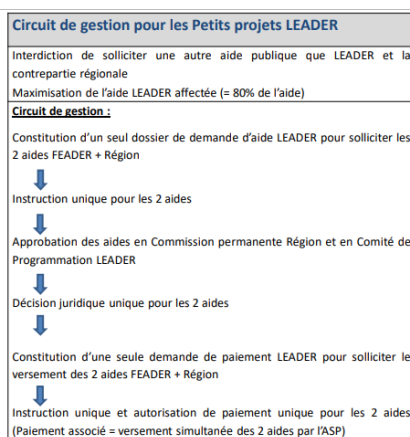 Circuit de gestion pour les Petits projets LEADER
Interdiction de solliciter une autre aide publique que LEADER et la
contrepartie régionale
Maximisation de l'aide LEADER affectée (= 80% de l'aide)
Circuit de gestion :
Constitution d'un seul dossier de demande d'aide LEADER pour solliciter les
2 aides FEADER + Région
Instruction unique pour les 2 aides
Approbation des aides en Commission permanente Région et en Comité de
Programmation LEADER
Décision juridique unique pour les 2 aides
Constitution d'une seule demande de paiement LEADER pour solliciter le
versement des 2 aides FEADER + Région
Instruction unique et autorisation de paiement unique pour les 2 aides
(Paiement associé = versement simultanée des 2 aides par l'ASP)